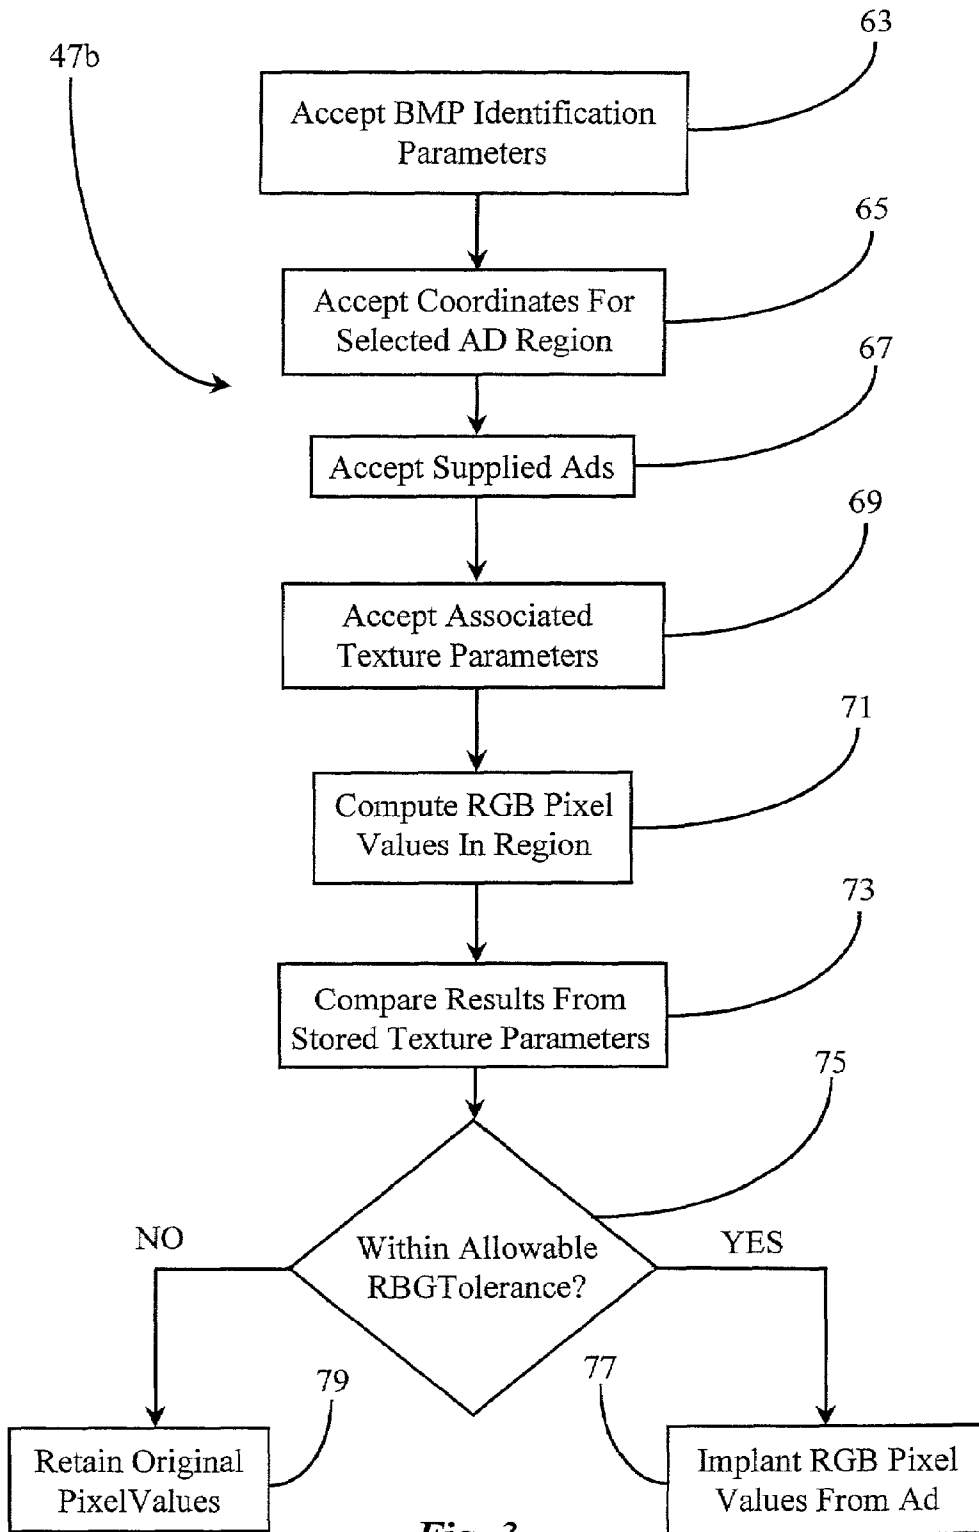 63
47b
Accept BMP Identification
Parameters
65
Accept Coordinates For
Selected AD Region
67
Accept Supplied Ads
69
Accept Associated
Texture Parameters
71
Compute RGB Pixel
Values In Region
73
Compare Results From
Stored Texture Parameters
75
NO
YES
Within Allowable
RBGTolerance?
79
77
Retain Original
PixelValues
Implant RGB Pixel
Values From Ad
Fig. 3